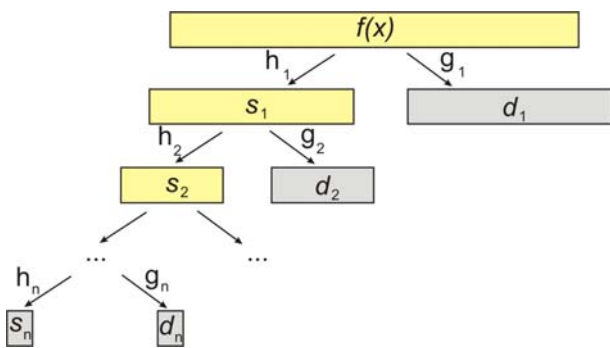 f(x)
h₁ g₁
s₁ d₁
h₂ g₂
s₂ d₂
... ...
hₙ gₙ
sₙ dₙ